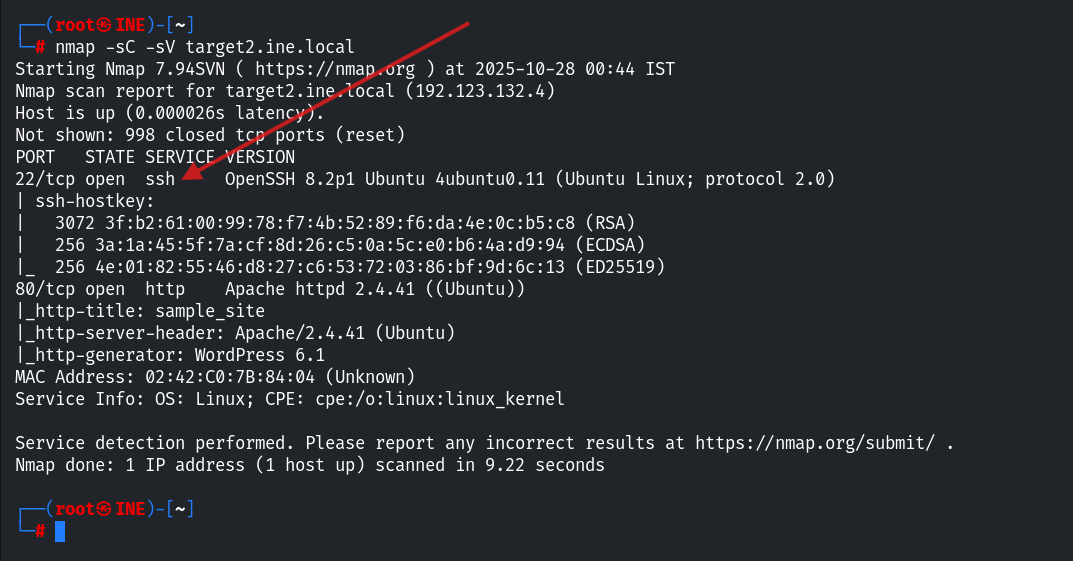 ┌──(root㉿INE)-[~]
└─# nmap -sC -sV target2.ine.local
Starting Nmap 7.94SVN ( https://nmap.org ) at 2025-10-28 00:44 IST
Nmap scan report for target2.ine.local (192.123.132.4)
Host is up (0.000026s latency).
Not shown: 998 closed tcp ports (reset)
PORT   STATE SERVICE VERSION
22/tcp open  ssh     OpenSSH 8.2p1 Ubuntu 4ubuntu0.11 (Ubuntu Linux; protocol 2.0)
| ssh-hostkey:
|   3072 3f:b2:61:00:99:78:f7:4b:52:89:f6:da:4e:0c:b5:c8 (RSA)
|   256 3a:1a:45:5f:7a:cf:8d:26:c5:0a:5c:e0:b6:4a:d9:94 (ECDSA)
|_  256 4e:01:82:55:46:d8:27:c6:53:72:03:86:bf:9d:6c:13 (ED25519)
80/tcp open  http    Apache httpd 2.4.41 ((Ubuntu))
|_http-title: sample_site
|_http-server-header: Apache/2.4.41 (Ubuntu)
|_http-generator: WordPress 6.1
MAC Address: 02:42:C0:7B:84:04 (Unknown)
Service Info: OS: Linux; CPE: cpe:/o:linux:linux_kernel
Service detection performed. Please report any incorrect results at https://nmap.org/submit/ .
Nmap done: 1 IP address (1 host up) scanned in 9.22 seconds
┌──(root㉿INE)-[~]
└─#